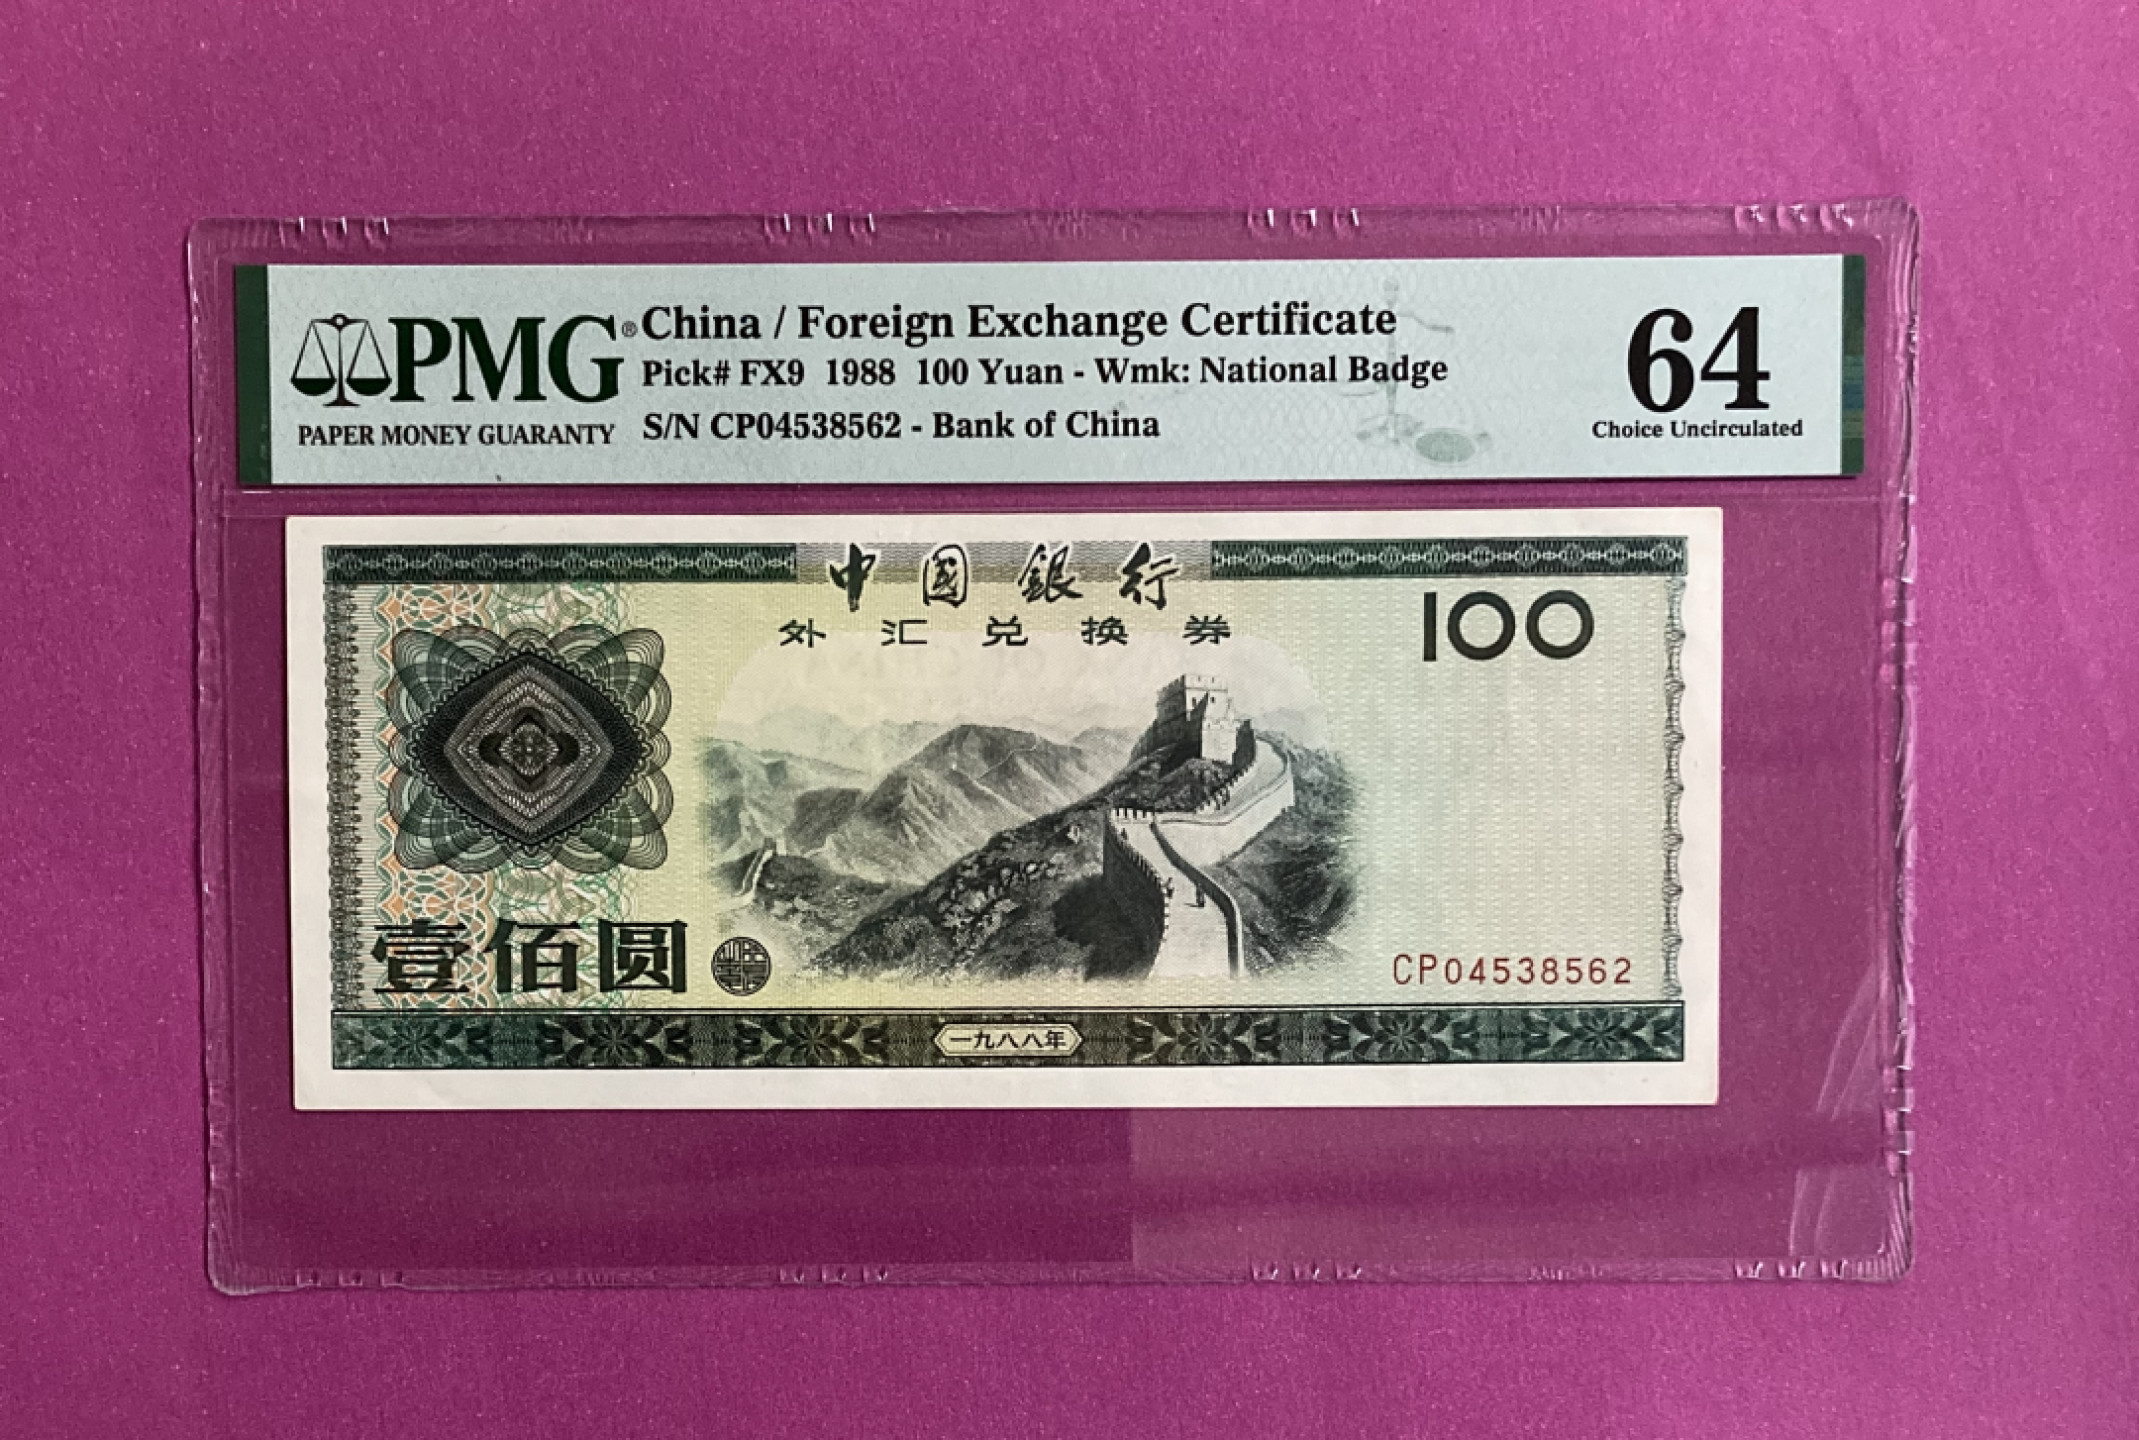 PMG®
PAPER MONEY GUARANTY
China / Foreign Exchange Certificate
Pick# FX9 1988 100 Yuan - Wmk: National Badge
S/N CP04538562 - Bank of China
64
Choice Uncirculated
中國銀行
外汇兑换券
100
壹佰圆
CP04538562
一九八八年